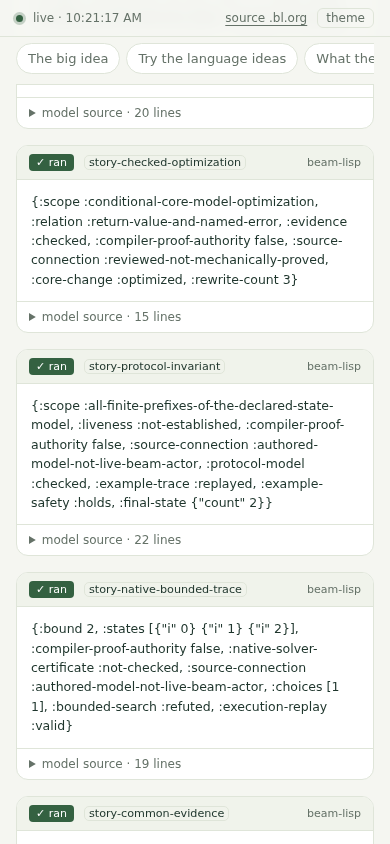 live · 10:21:17 AM
source .bl.org
theme
The big idea
Try the language ideas
What the
▶ model source · 20 lines
✓ ran
story-checked-optimization
beam-lisp
{:scope :conditional-core-model-optimization,
:relation :return-value-and-named-error, :evidence
:checked, :compiler-proof-authority false, :source-
connection :reviewed-not-mechanically-proved,
:core-change :optimized, :rewrite-count 3}
▶ model source · 15 lines
✓ ran
story-protocol-invariant
beam-lisp
{:scope :all-finite-prefixes-of-the-declared-state-
model, :liveness :not-established, :compiler-proof-
authority false, :source-connection :authored-
model-not-live-beam-actor, :protocol-model
:checked, :example-trace :replayed, :example-
safety :holds, :final-state {"count" 2}}
▶ model source · 22 lines
✓ ran
story-native-bounded-trace
beam-lisp
{:bound 2, :states [{"i" 0} {"i" 1} {"i" 2}],
:compiler-proof-authority false, :native-solver-
certificate :not-checked, :source-connection
:authored-model-not-live-beam-actor, :choices [1
1], :bounded-search :refuted, :execution-replay
:valid}
▶ model source · 19 lines
✓ ran
story-common-evidence
beam-lisp